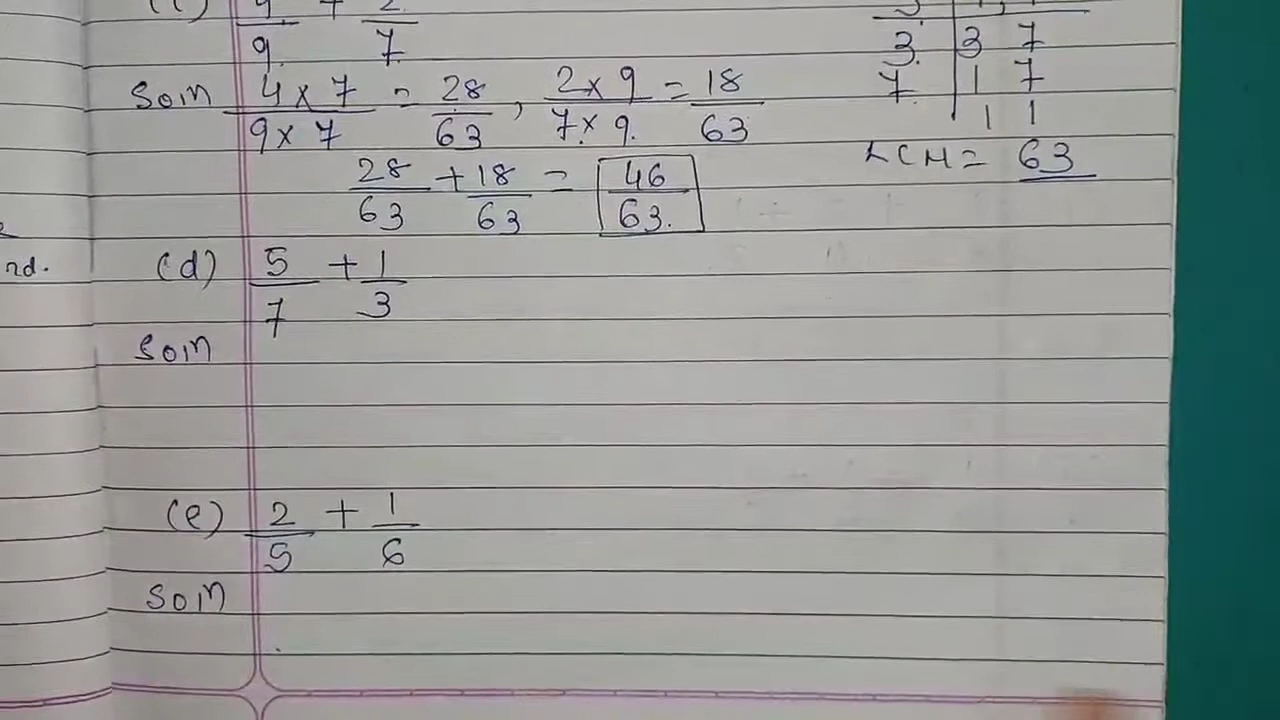 4/9 + 2/7
Soln 4×7/9×7 = 28/63, 2×9/7×9 = 18/63
28/63 + 18/63 = 46/63
3 | 3 7
7 | 1 7
1 1
LCM = 63
nd.
(d) 5/7 + 1/3
Soln
(e) 2/5 + 1/6
Soln